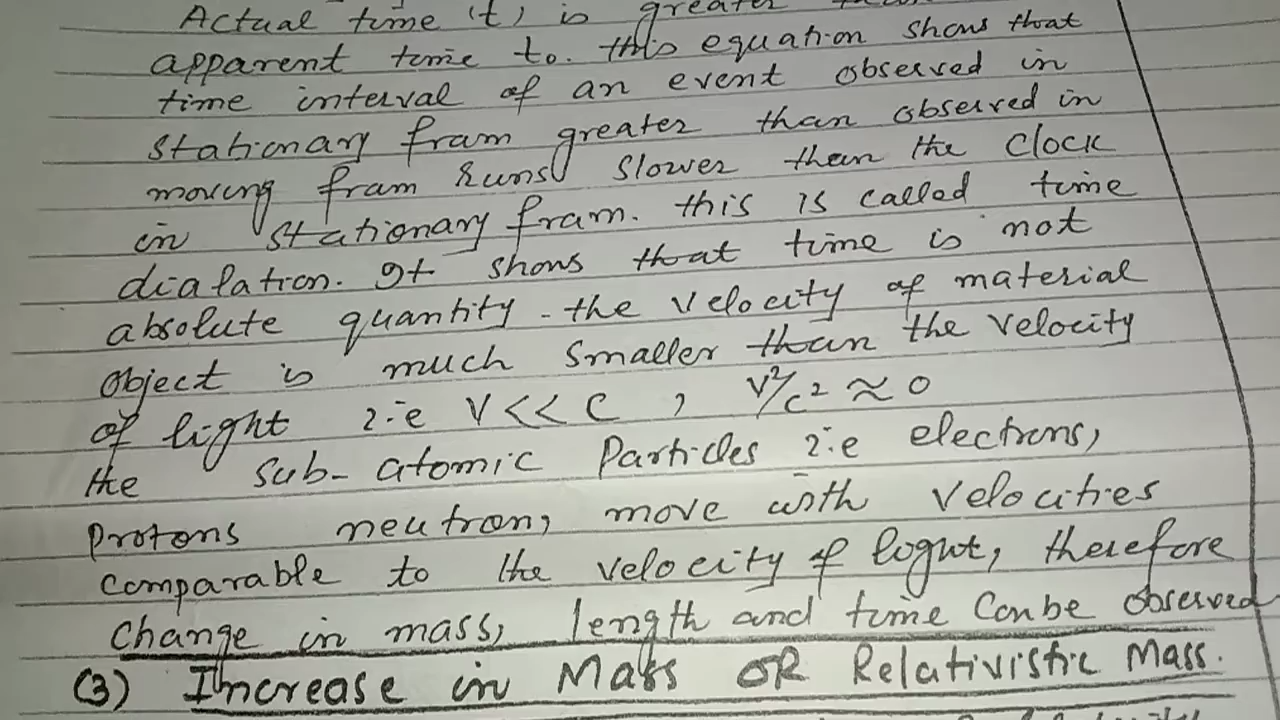 Actual time (t) is greater than
apparent time to. this equation shows that
time interval of an event observed in
stationary fram greater than observed in
moving fram runs slower then the clock
in stationary fram. this is called time
dialation. It shows that time is not
absolute quantity. the velocity of material
object is much smaller than the velocity
of light i.e V << C , V²/C² ≈ 0
the sub-atomic Particles i.e electrons,
Protons neutron, move with velocities
comparable to the velocity of light, therefore
change in mass, length and time Conbe observed
(3) Increase in Mass OR Relativistic Mass.